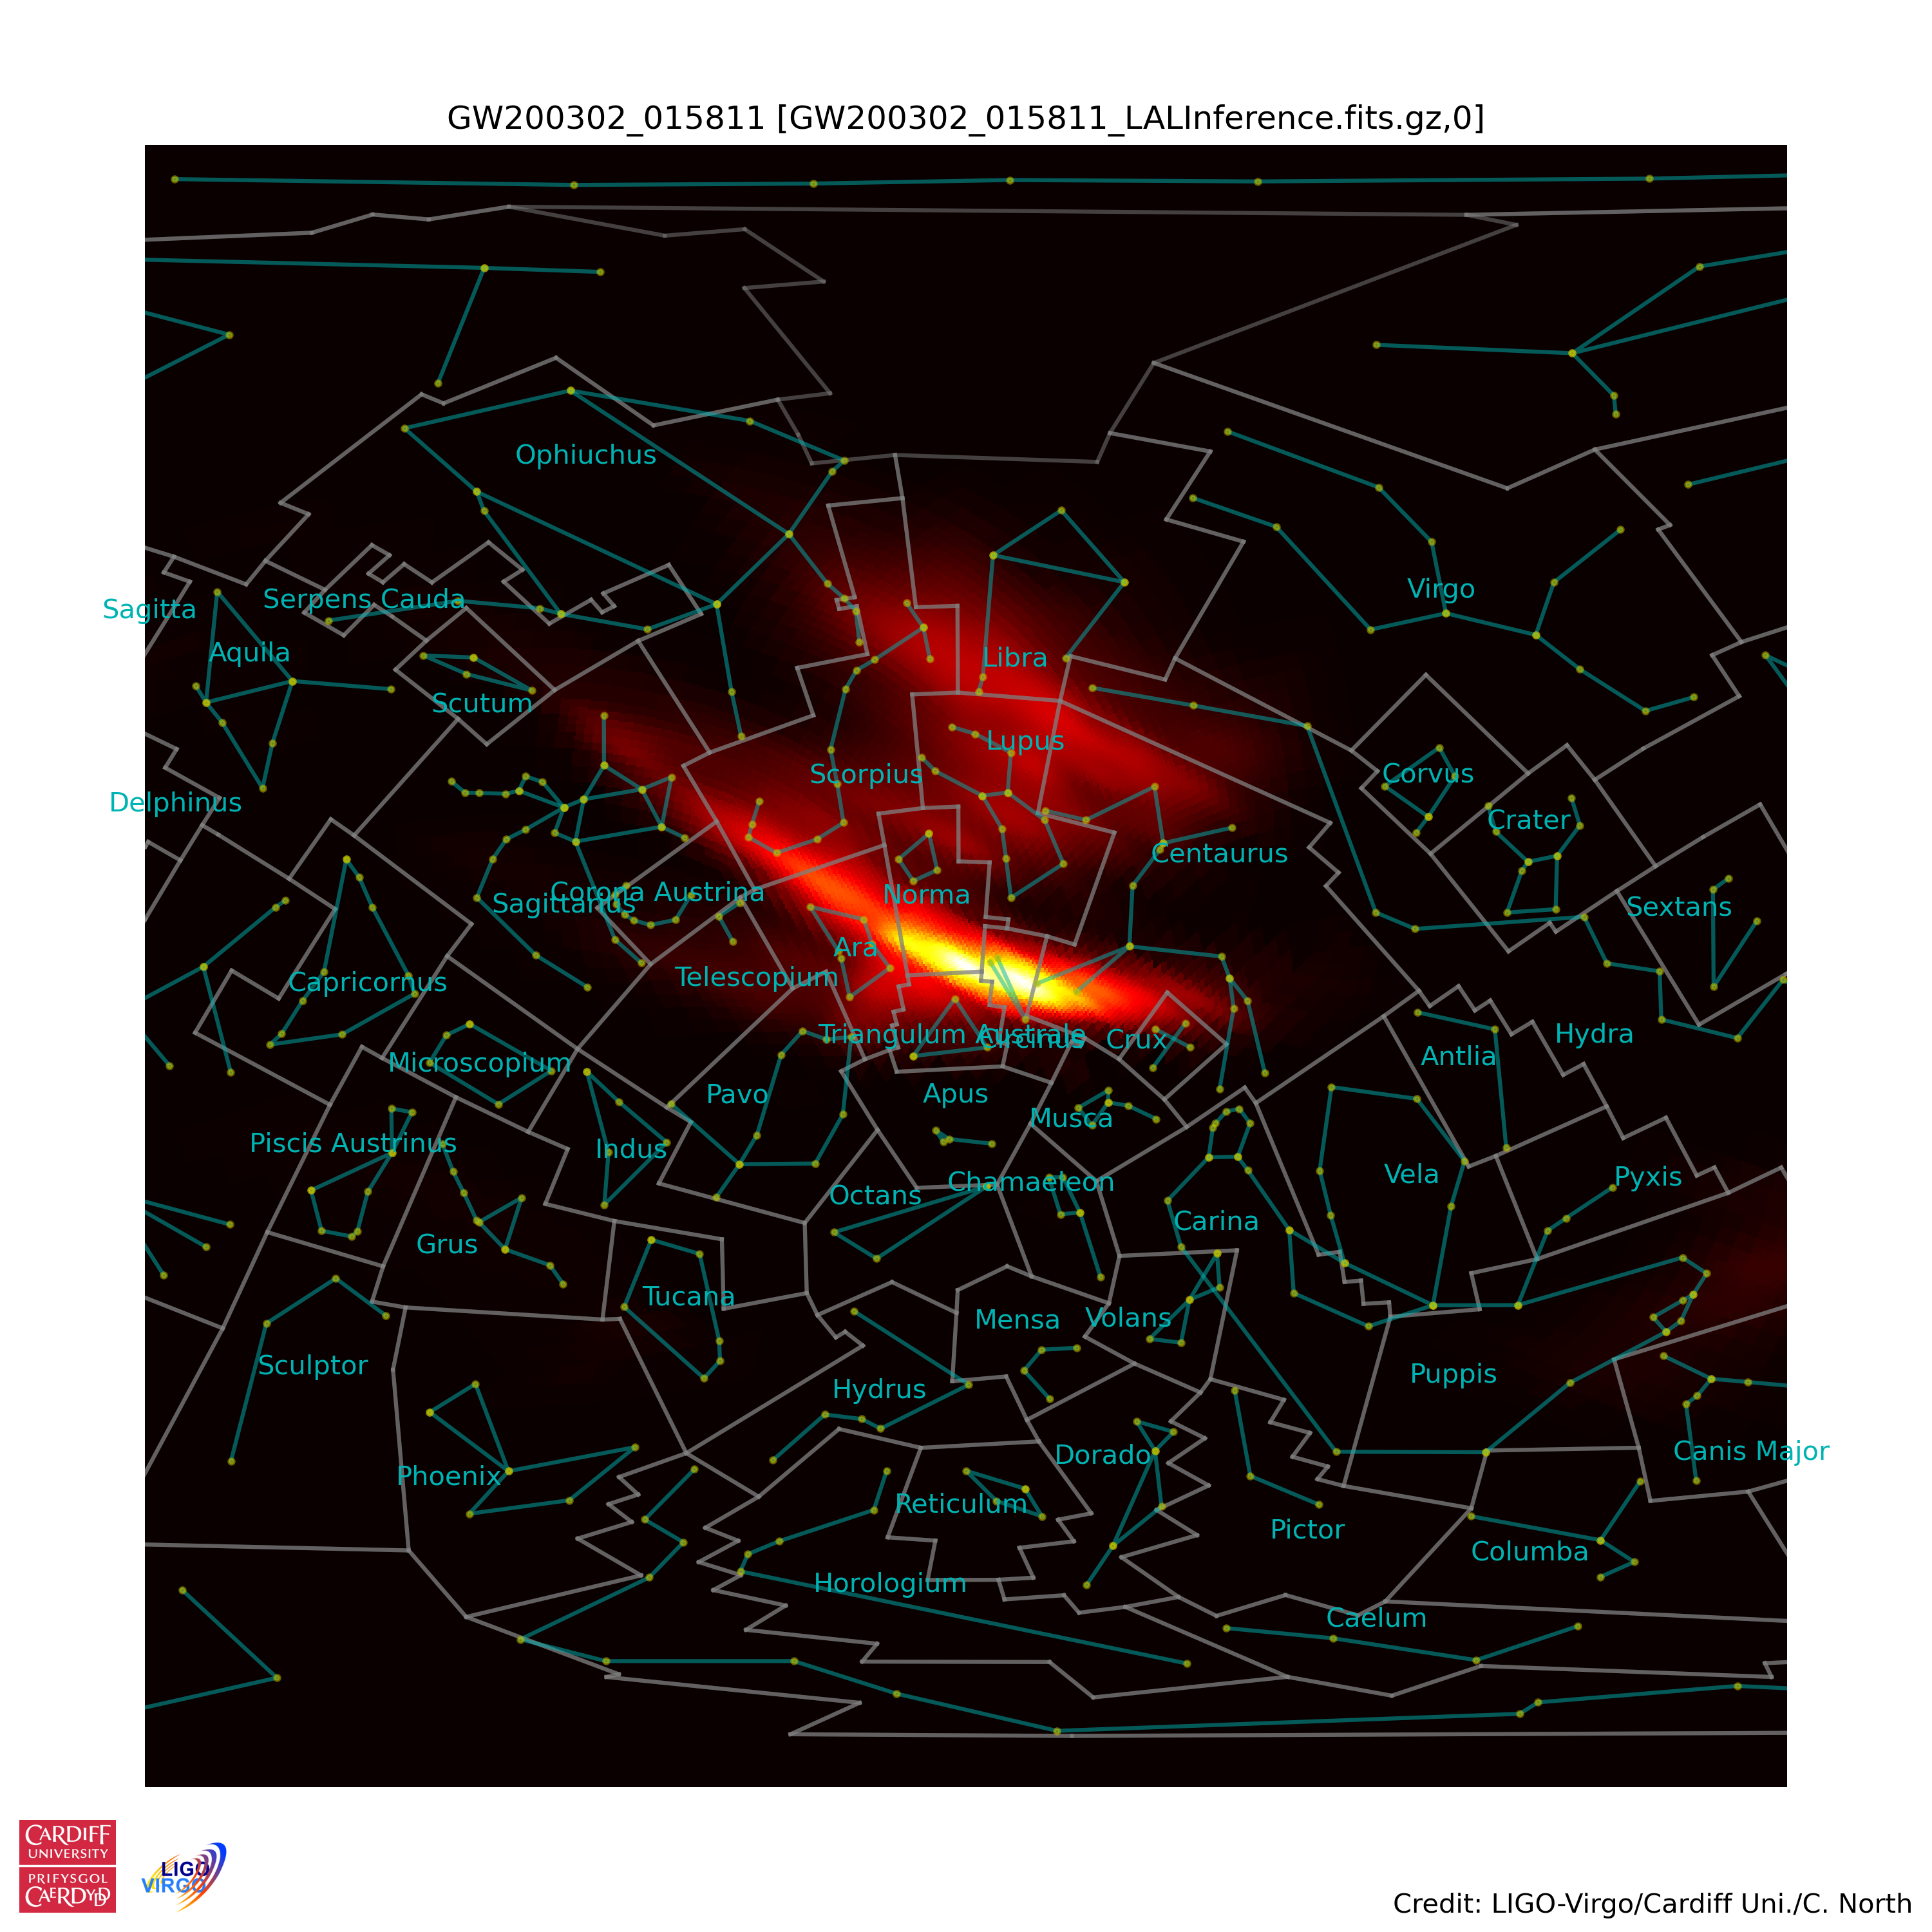 GW200302_015811 [GW200302_015811_LALInference.fits.gz,0]
Ophiuchus
Virgo
Serpens Cauda
Sagitta
Aquila
Libra
Scutum
Lupus
Scorpius
Corvus
Delphinus
Crater
Centaurus
Corona Austrina
Norma
Sagittarius
Sextans
Ara
Telescopium
Capricornus
Triangulum Australe
Circinus
Crux
Hydra
Antlia
Microscopium
Pavo
Apus
Musca
Piscis Austrinus
Indus
Vela
Pyxis
Chamaeleon
Octans
Carina
Grus
Tucana
Mensa
Volans
Sculptor
Puppis
Hydrus
Dorado
Canis Major
Phoenix
Reticulum
Pictor
Columba
Horologium
Caelum
CARDIFF
UNIVERSITY
PRIFYSGOL
CAERDYDD
LIGO
VIRGO
Credit: LIGO-Virgo/Cardiff Uni./C. North